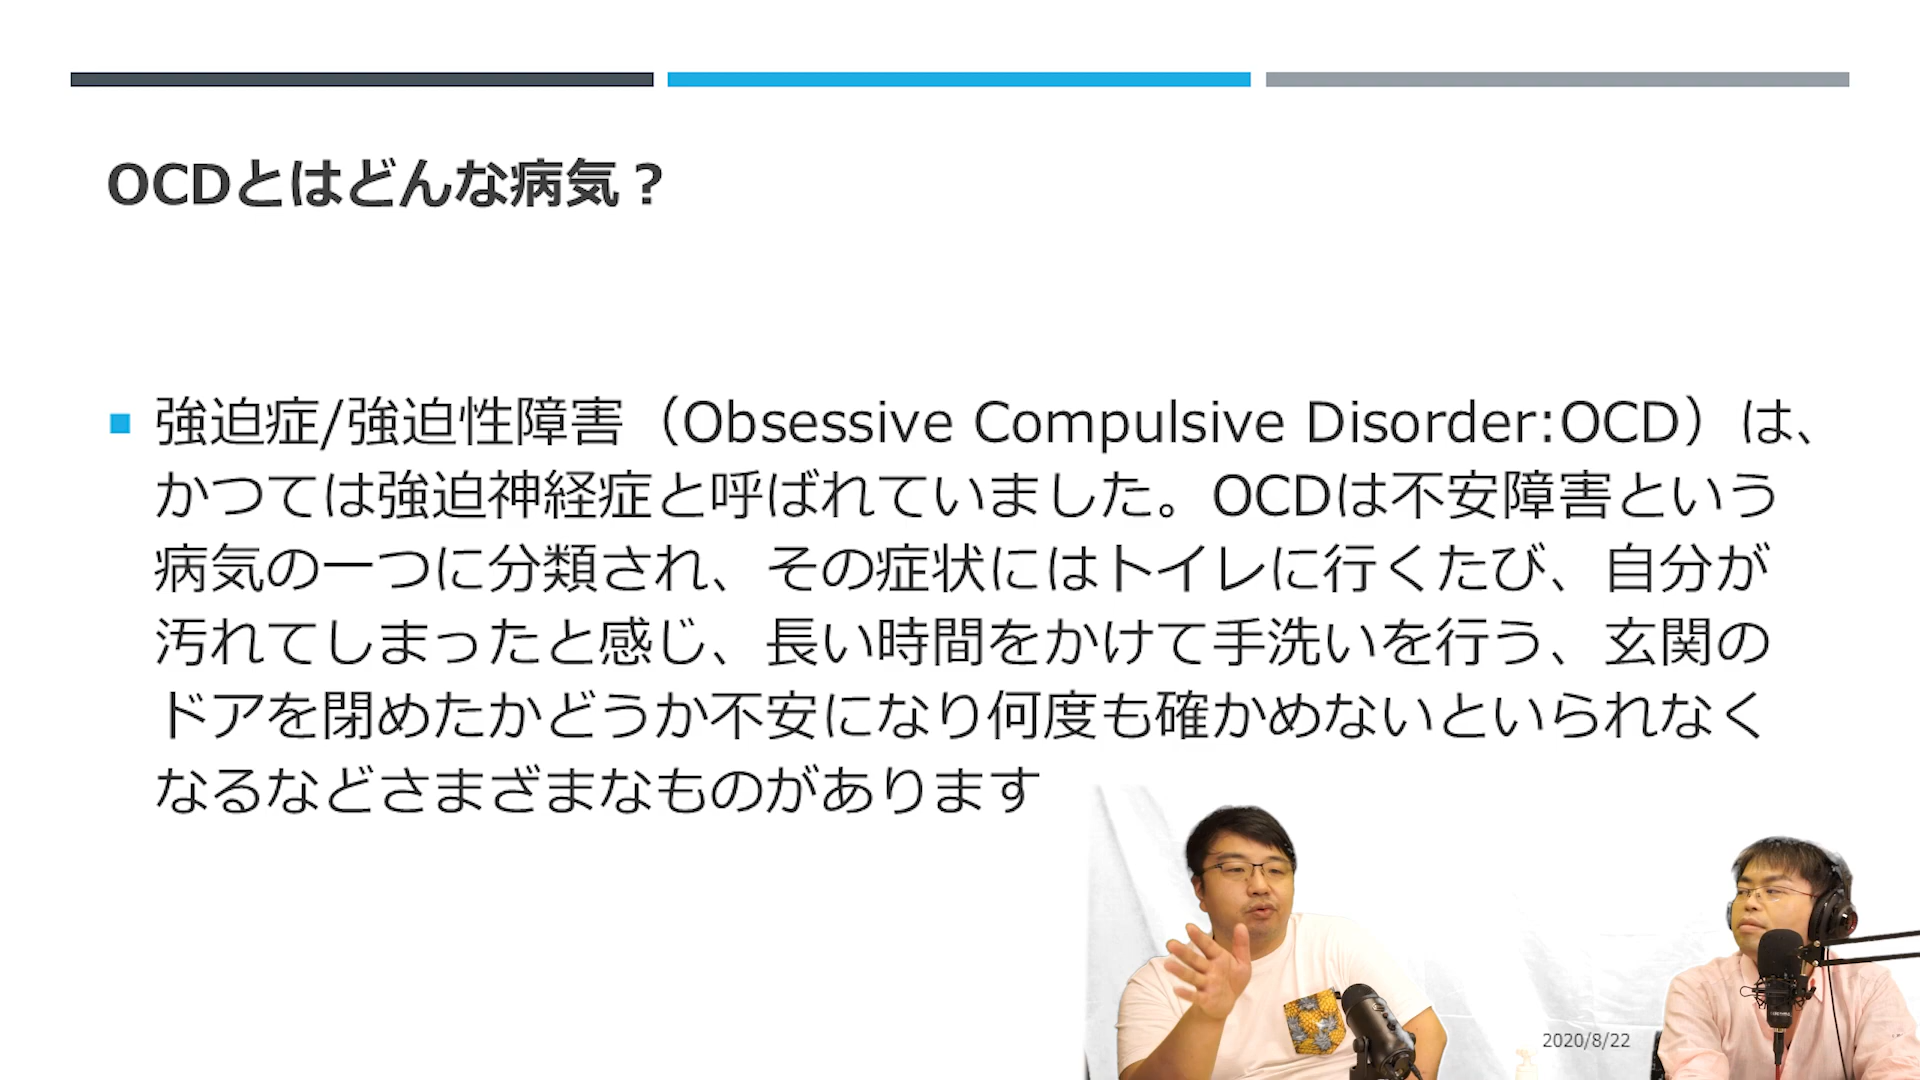 OCDとはどんな病気？
強迫症/強迫性障害（Obsessive Compulsive Disorder:OCD）は、
かつては強迫神経症と呼ばれていました。OCDは不安障害という
病気の一つに分類され、その症状にはトイレに行くたび、自分が
汚れてしまったと感じ、長い時間をかけて手洗いを行う、玄関の
ドアを閉めたかどうか不安になり何度も確かめないといられなく
なるなどさまざまなものがあります
2020/8/22